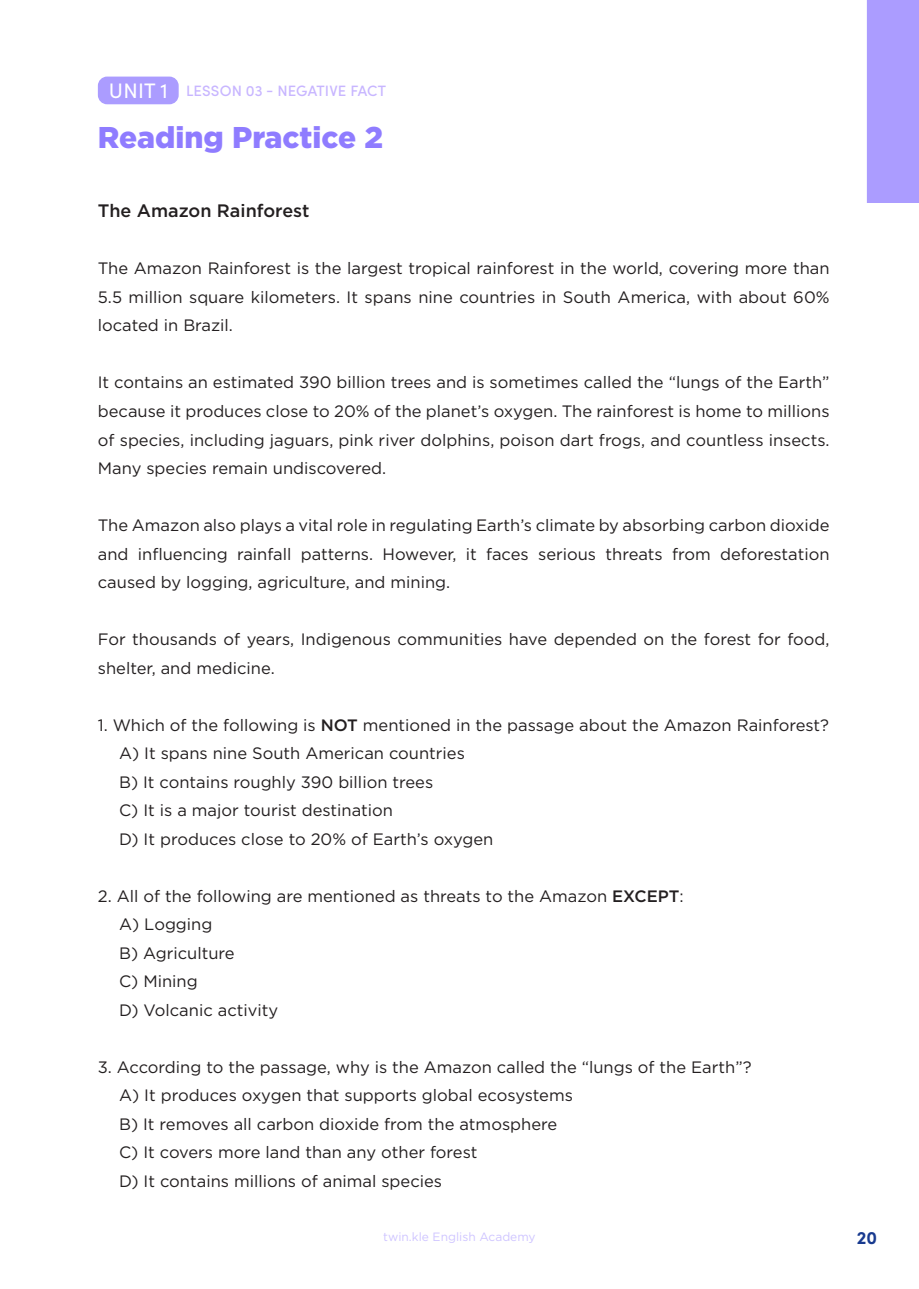 UNIT 1 LESSON 03 – NEGATIVE FACT
Reading Practice 2
The Amazon Rainforest
The Amazon Rainforest is the largest tropical rainforest in the world, covering more than
5.5 million square kilometers. It spans nine countries in South America, with about 60%
located in Brazil.
It contains an estimated 390 billion trees and is sometimes called the “lungs of the Earth”
because it produces close to 20% of the planet’s oxygen. The rainforest is home to millions
of species, including jaguars, pink river dolphins, poison dart frogs, and countless insects.
Many species remain undiscovered.
The Amazon also plays a vital role in regulating Earth’s climate by absorbing carbon dioxide
and influencing rainfall patterns. However, it faces serious threats from deforestation
caused by logging, agriculture, and mining.
For thousands of years, Indigenous communities have depended on the forest for food,
shelter, and medicine.
1. Which of the following is NOT mentioned in the passage about the Amazon Rainforest?
A) It spans nine South American countries
B) It contains roughly 390 billion trees
C) It is a major tourist destination
D) It produces close to 20% of Earth’s oxygen
2. All of the following are mentioned as threats to the Amazon EXCEPT:
A) Logging
B) Agriculture
C) Mining
D) Volcanic activity
3. According to the passage, why is the Amazon called the “lungs of the Earth”?
A) It produces oxygen that supports global ecosystems
B) It removes all carbon dioxide from the atmosphere
C) It covers more land than any other forest
D) It contains millions of animal species
twin.kle English Academy
20